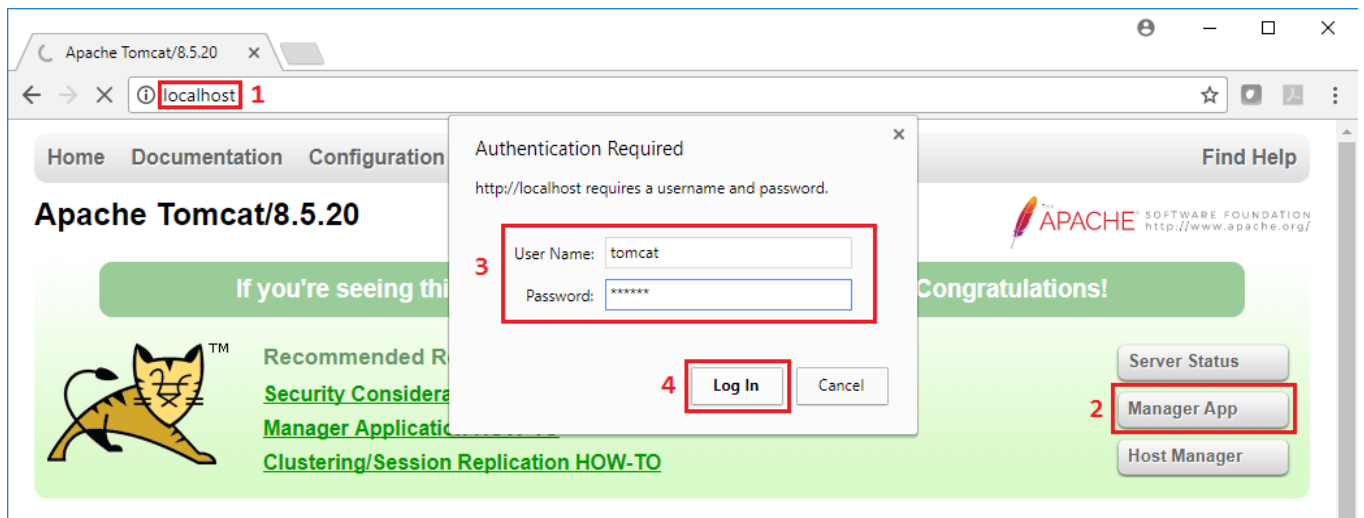 Apache Tomcat/8.5.20
localhost 1
Home Documentation Configuration Find Help
Authentication Required
http://localhost requires a username and password.
Apache Tomcat/8.5.20
THE
APACHE® SOFTWARE FOUNDATION
http://www.apache.org/
3
User Name: tomcat
Password: ******
If you're seeing thi Congratulations!
TM
Recommended R
Security Considera
Manager Applicatio
Clustering/Session Replication HOW-TO
4 Log In Cancel
Server Status
2 Manager App
Host Manager